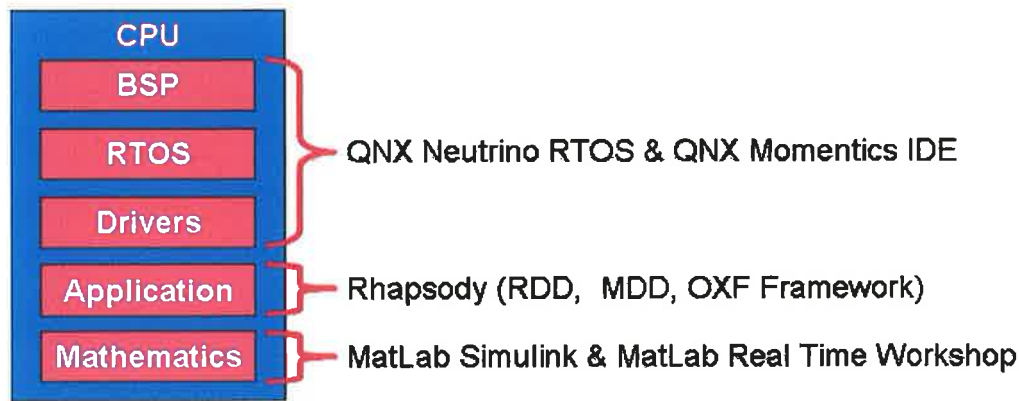 CPU
BSP
RTOS
Drivers
QNX Neutrino RTOS & QNX Momentics IDE
Application
Rhapsody (RDD, MDD, OXF Framework)
Mathematics
MatLab Simulink & MatLab Real Time Workshop